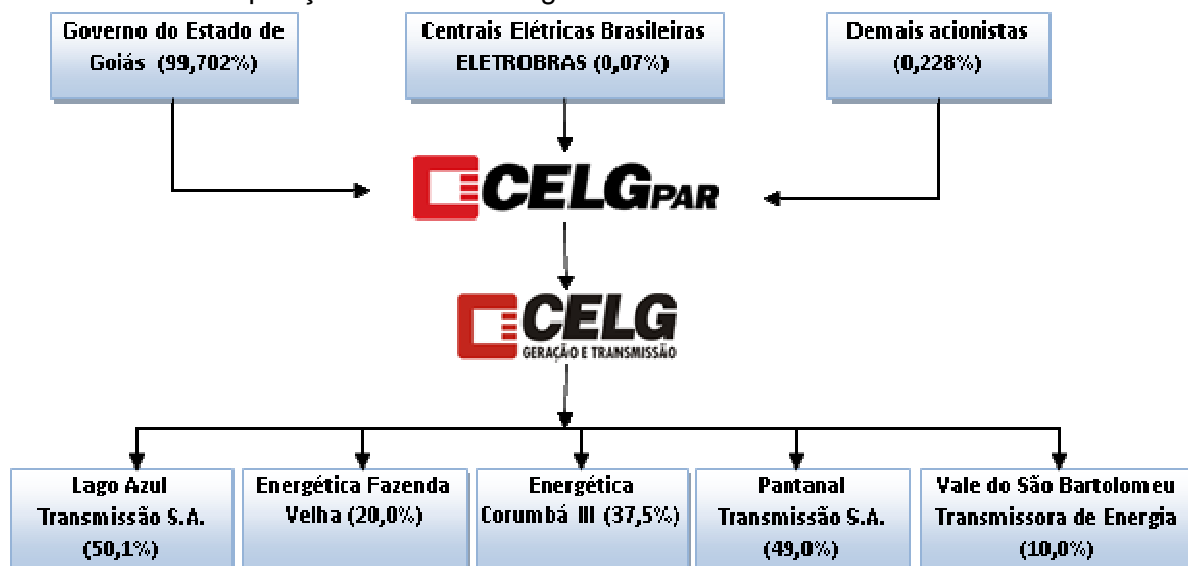 Governo do Estado de
Goiás (99,702%)
Centrais Elétricas Brasileiras
ELETROBRAS (0,07%)
Demais acionistas
(0,228%)
CELGPAR
CELG
GERAÇÃO E TRANSMISSÃO
Lago Azul
Transmissão S.A.
(50,1%)
Energética Fazenda
Velha (20,0%)
Energética
Corumbá III (37,5%)
Pantanal
Transmissão S.A.
(49,0%)
Vale do São Bartolomeu
Transmissora de Energia
(10,0%)